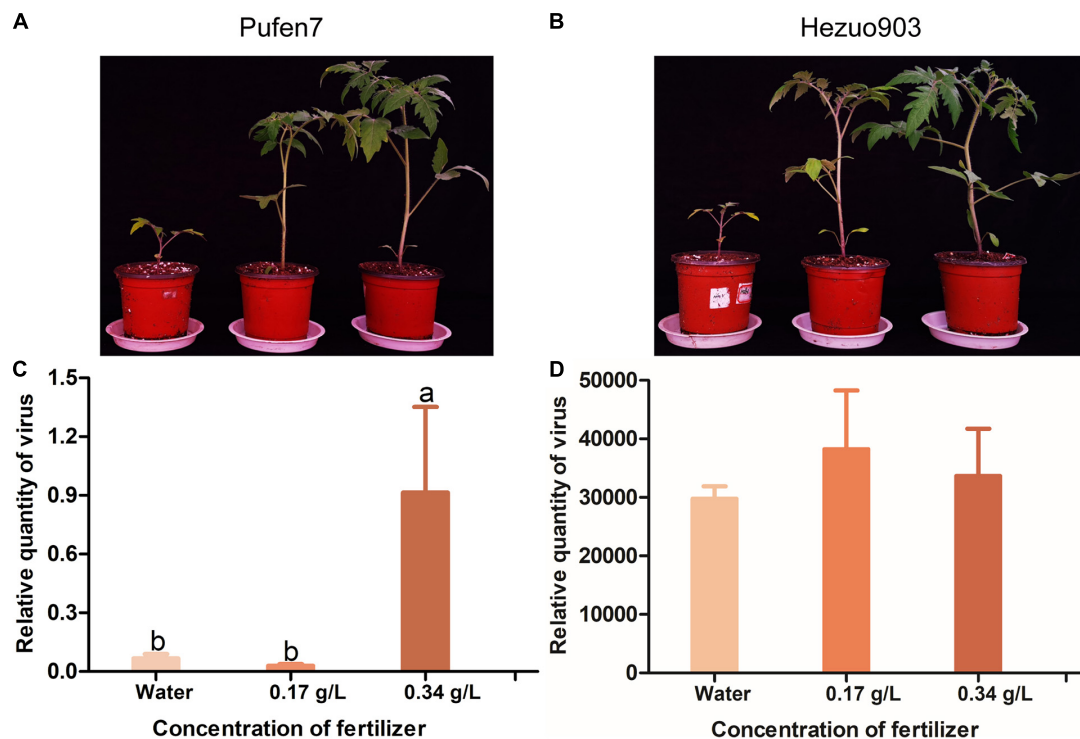 A
Pufen7
B
Hezuo903
C
Relative quantity of virus
1.5
1.2
0.9
0.6
0.3
0.0
b
b
a
Water
0.17 g/L
0.34 g/L
Concentration of fertilizer
D
Relative quantity of virus
50000
40000
30000
20000
10000
0
Water
0.17 g/L
0.34 g/L
Concentration of fertilizer